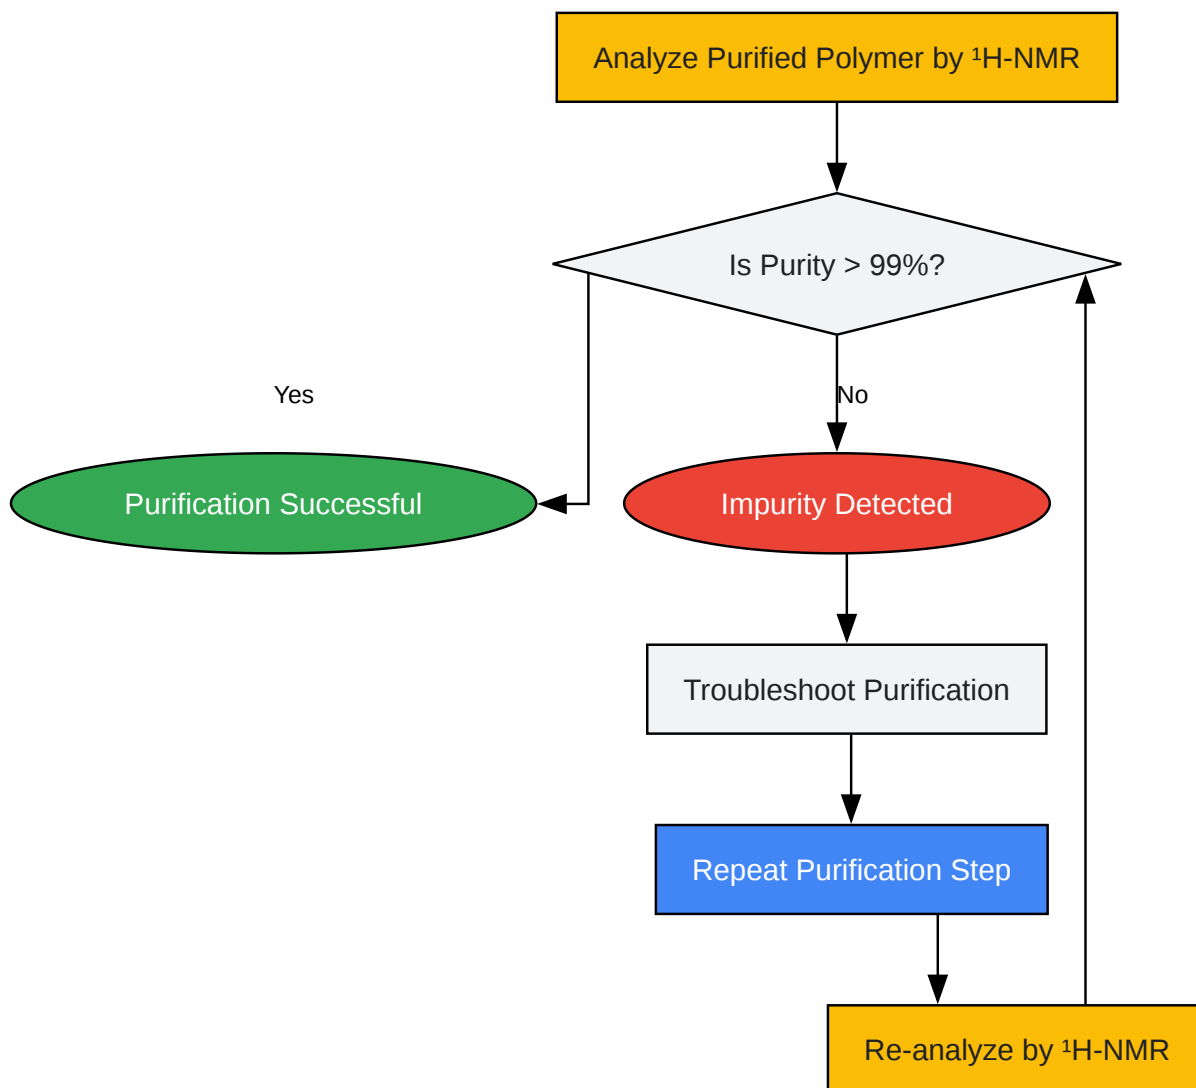 Analyze Purified Polymer by ¹H-NMR
Is Purity > 99%?
Yes
No
Purification Successful
Impurity Detected
Troubleshoot Purification
Repeat Purification Step
Re-analyze by ¹H-NMR